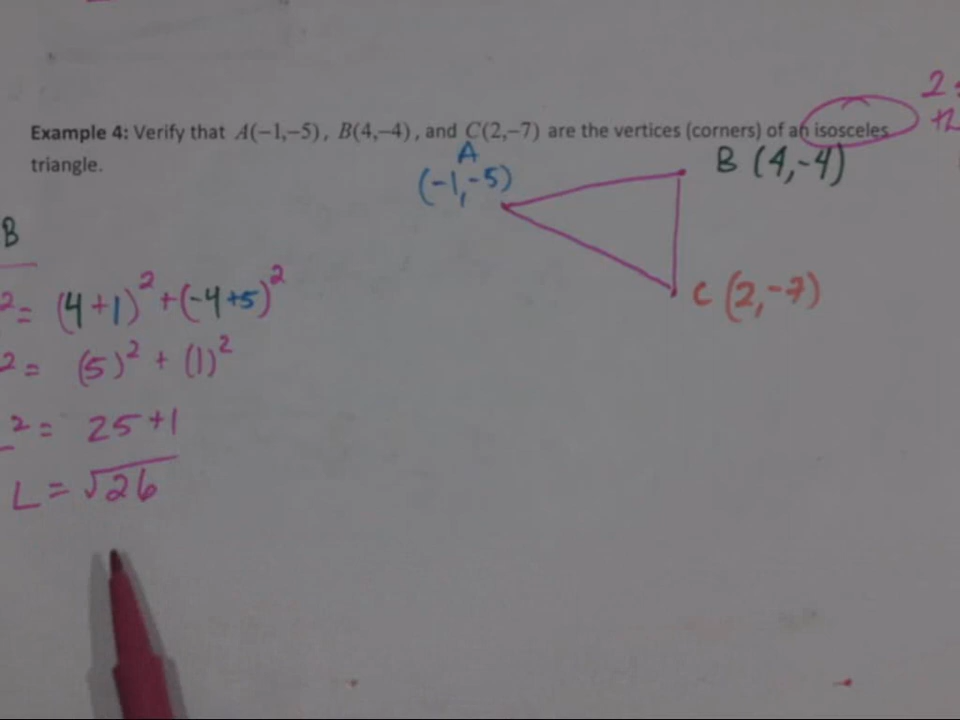 2
Example 4: Verify that A(−1,−5), B(4,−4), and C(2,−7) are the vertices (corners) of an isosceles
triangle.
A
(-1,-5)
B (4,-4)
C (2,-7)
B
2 = (4+1)² + (-4+5)²
2 = (5)² + (1)²
2 = 25+1
L = √26